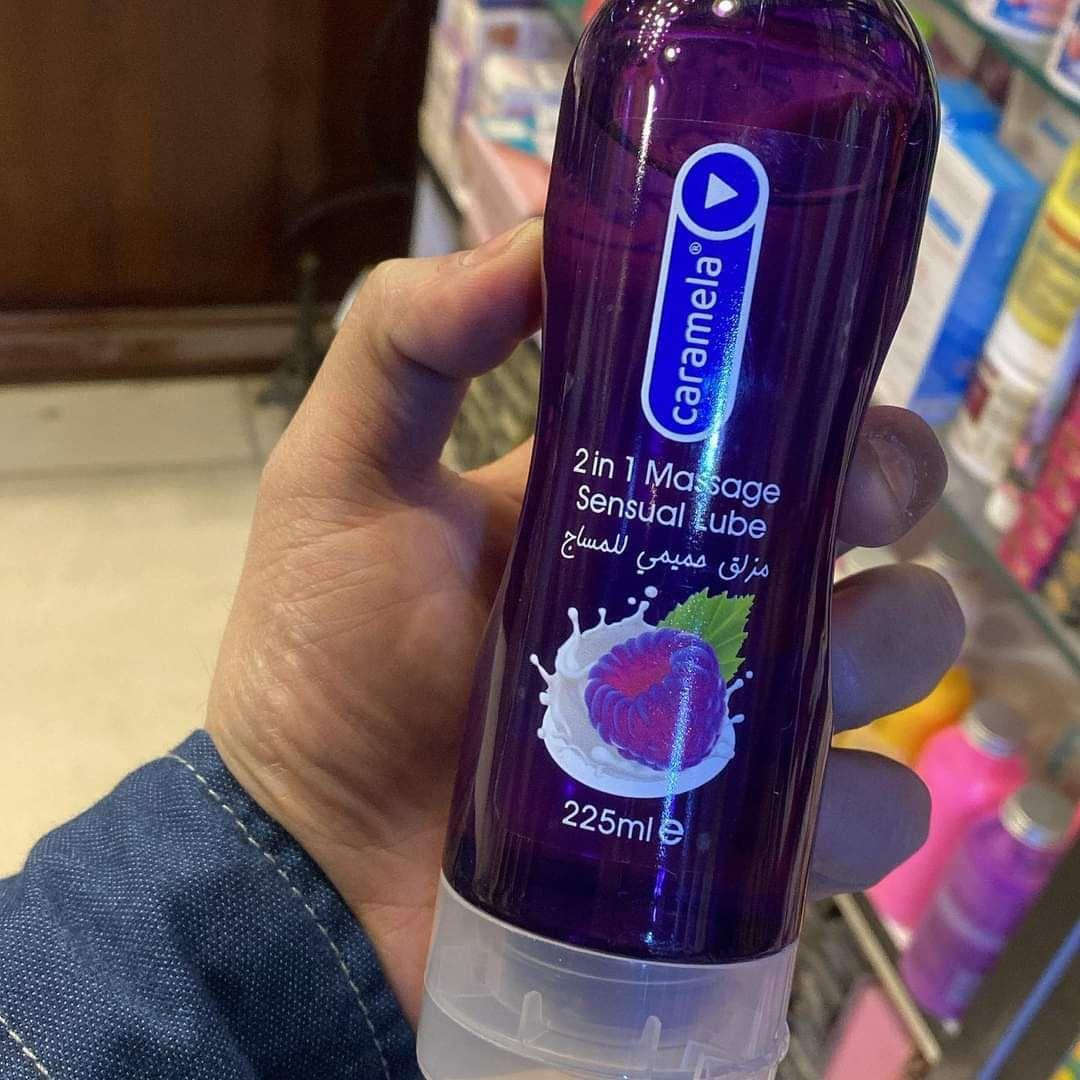 caramela®
2 in 1 Massage
Sensual Lube
مزلق حميمي للمساج
225ml e